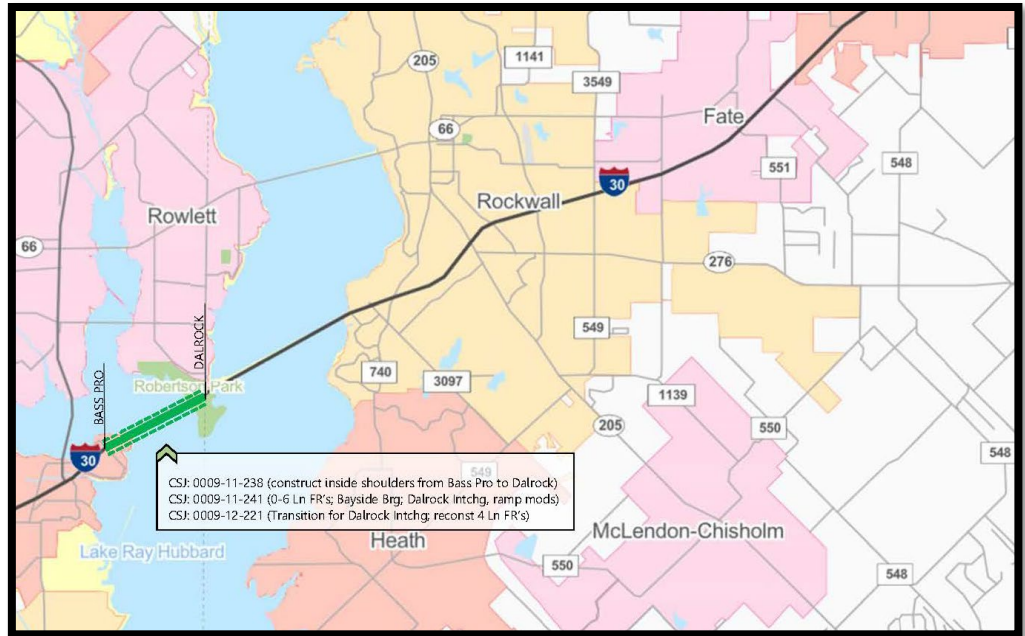 205
1141
3549
66
Fate
551
548
30
Rockwall
Rowlett
66
276
DALROCK
549
740
3097
Robertson Park
1139
BASS PRO
205
550
30
548
549
CSJ: 0009-11-238 (construct inside shoulders from Bass Pro to Dalrock)
CSJ: 0009-11-241 (0-6 Ln FR's; Bayside Brg; Dalrock Intchg, ramp mods)
CSJ: 0009-12-221 (Transition for Dalrock Intchg; reconst 4 Ln FR's)
McLendon-Chisholm
Heath
Lake Ray Hubbard
550
548